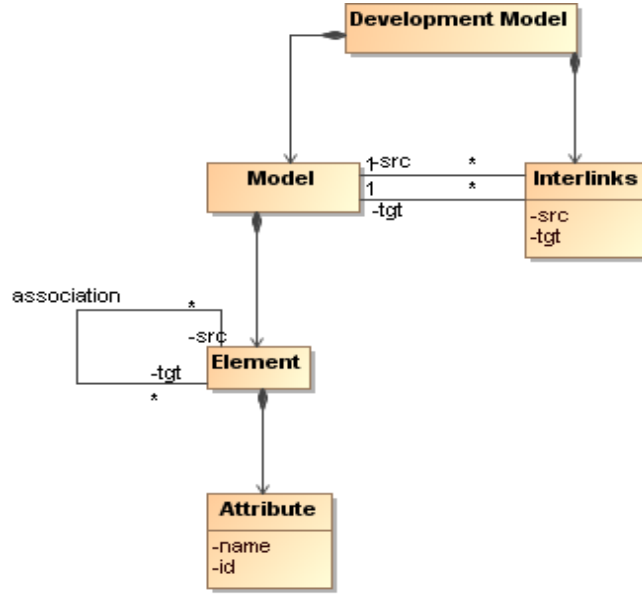 Development Model
Model
1
-src
*
1
*
-tgt
Interlinks
-src
-tgt
association
*
-src
Element
-tgt
*
Attribute
-name
-id